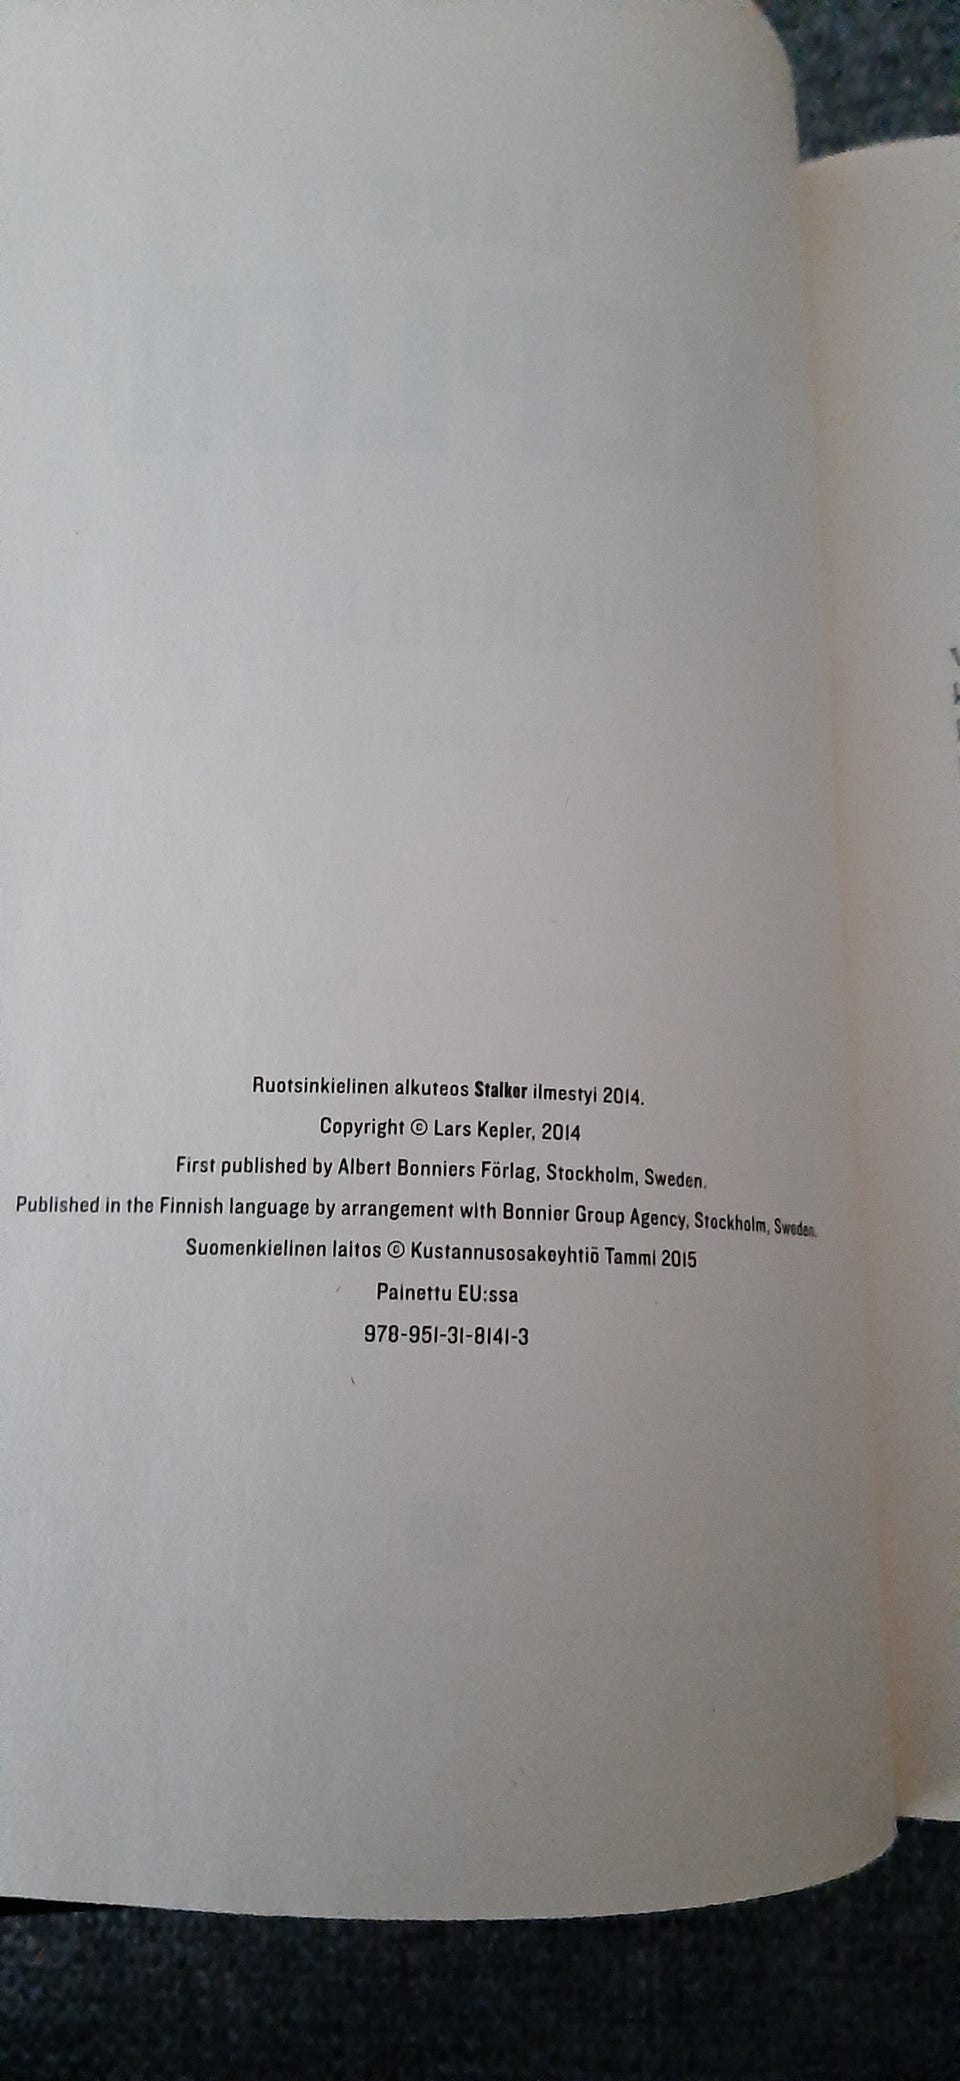 Ruotsinkielinen alkuteos Stalker ilmestyi 2014.
Copyright © Lars Kepler, 2014
First published by Albert Bonniers Förlag, Stockholm, Sweden.
Published in the Finnish language by arrangement with Bonnier Group Agency, Stockholm, Sweden.
Suomenkielinen laitos © Kustannusosakeyhtiö Tammi 2015
Painettu EU:ssa
978-951-31-8141-3